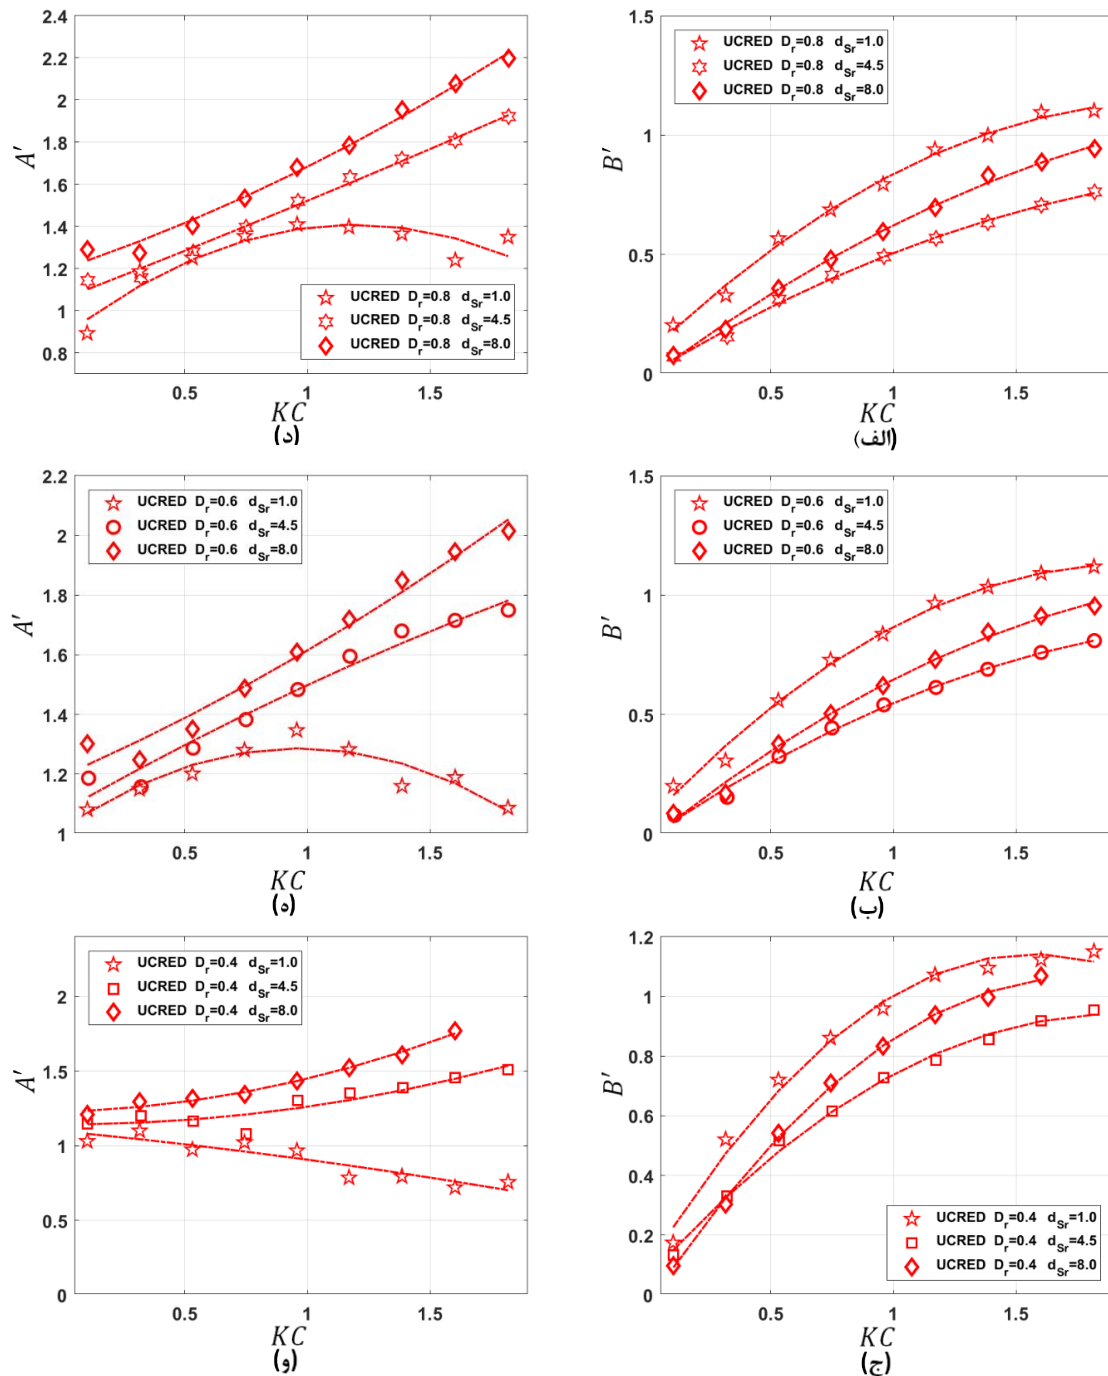 2.4
2.2
2
1.8
1.6
1.4
1.2
1
0.8
A′
UCRED D_r=0.8 d_Sr=1.0
UCRED D_r=0.8 d_Sr=4.5
UCRED D_r=0.8 d_Sr=8.0
0.5 1 1.5
KC
(د)
1.5
1
0.5
0
B′
UCRED D_r=0.8 d_Sr=1.0
UCRED D_r=0.8 d_Sr=4.5
UCRED D_r=0.8 d_Sr=8.0
0.5 1 1.5
KC
(الف)
2.2
2
1.8
1.6
1.4
1.2
1
A′
UCRED D_r=0.6 d_Sr=1.0
UCRED D_r=0.6 d_Sr=4.5
UCRED D_r=0.6 d_Sr=8.0
0.5 1 1.5
KC
(ه)
1.5
1
0.5
0
B′
UCRED D_r=0.6 d_Sr=1.0
UCRED D_r=0.6 d_Sr=4.5
UCRED D_r=0.6 d_Sr=8.0
0.5 1 1.5
KC
(ب)
2
1.5
1
0.5
0
A′
UCRED D_r=0.4 d_Sr=1.0
UCRED D_r=0.4 d_Sr=4.5
UCRED D_r=0.4 d_Sr=8.0
0.5 1 1.5
KC
(و)
1.2
1
0.8
0.6
0.4
0.2
0
B′
UCRED D_r=0.4 d_Sr=1.0
UCRED D_r=0.4 d_Sr=4.5
UCRED D_r=0.4 d_Sr=8.0
0.5 1 1.5
KC
(ج)